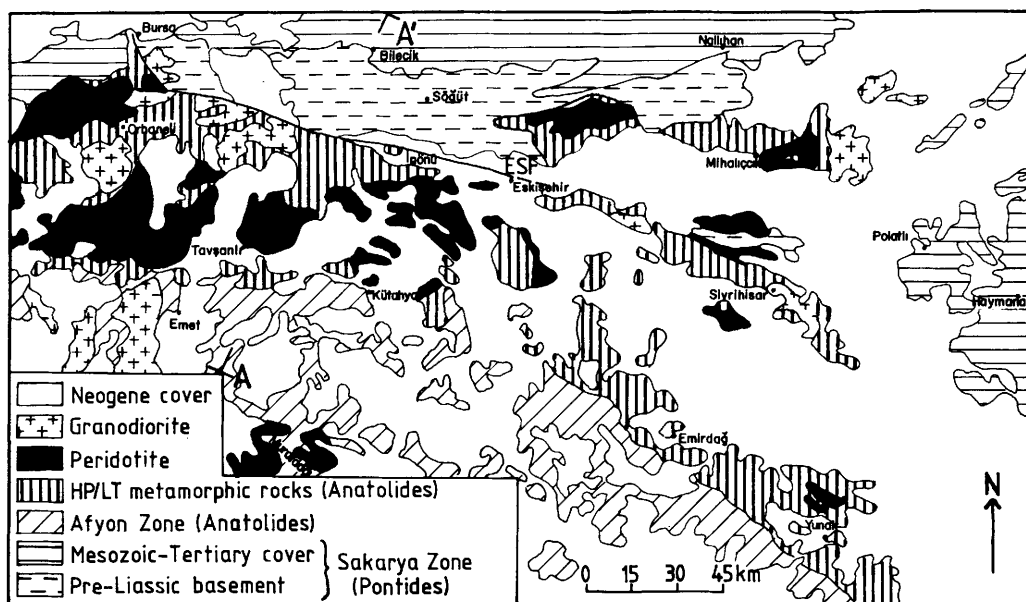 A'
Bursa
Bilecik
Nallıhan
Söğüt
Orhaneli
İnönü
ESF
Eskişehir
Mihalıççık
Tavşanlı
Polatlı
Kütahya
Sivrihisar
Haymana
Emet
A
Neogene cover
Granodiorite
Peridotite
HP/LT metamorphic rocks (Anatolides)
Afyon Zone (Anatolides)
Mesozoic-Tertiary cover
Pre-Liassic basement
Sakarya Zone
(Pontides)
Emirdağ
N
0 15 30 45km